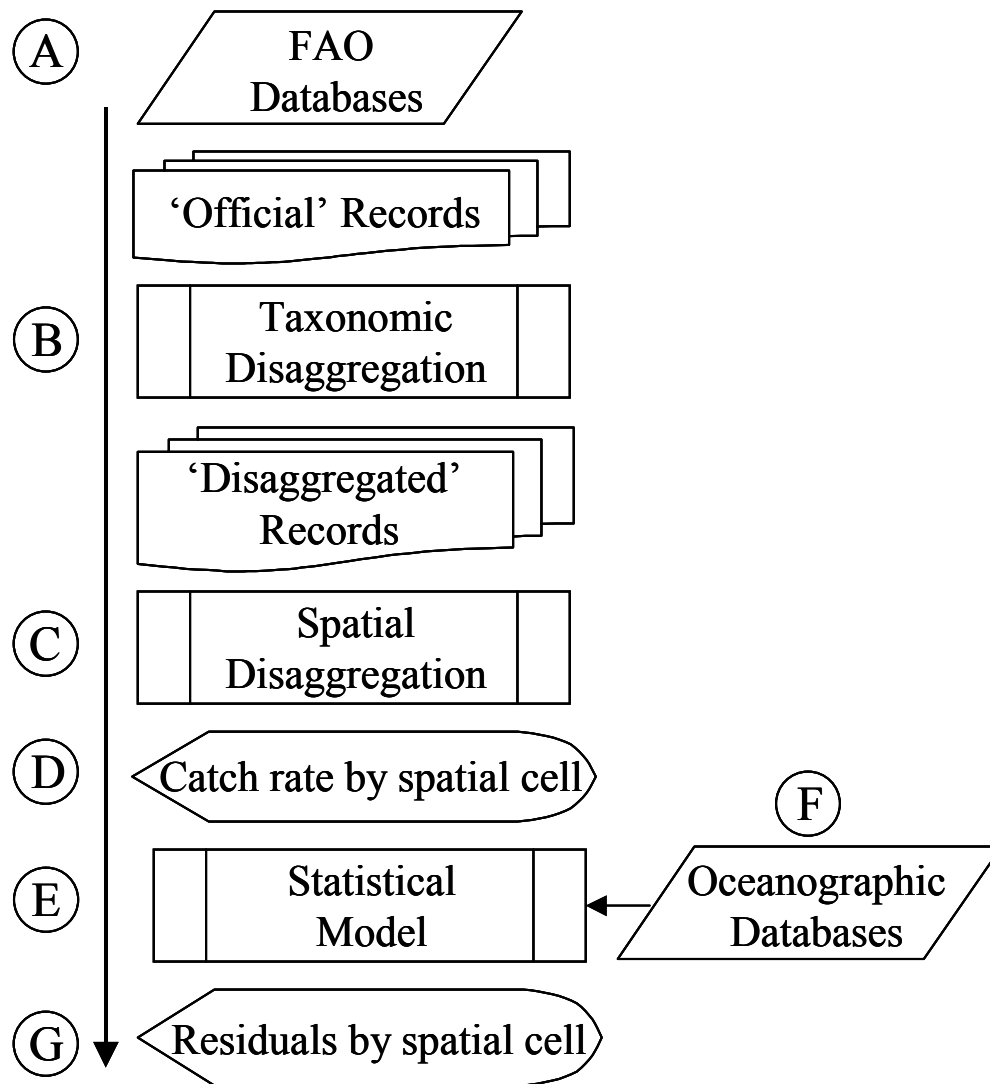 A
FAO
Databases
‘Official’ Records
B
Taxonomic
Disaggregation
‘Disaggregated’
Records
C
Spatial
Disaggregation
D
Catch rate by spatial cell
F
E
Statistical
Model
Oceanographic
Databases
G
Residuals by spatial cell